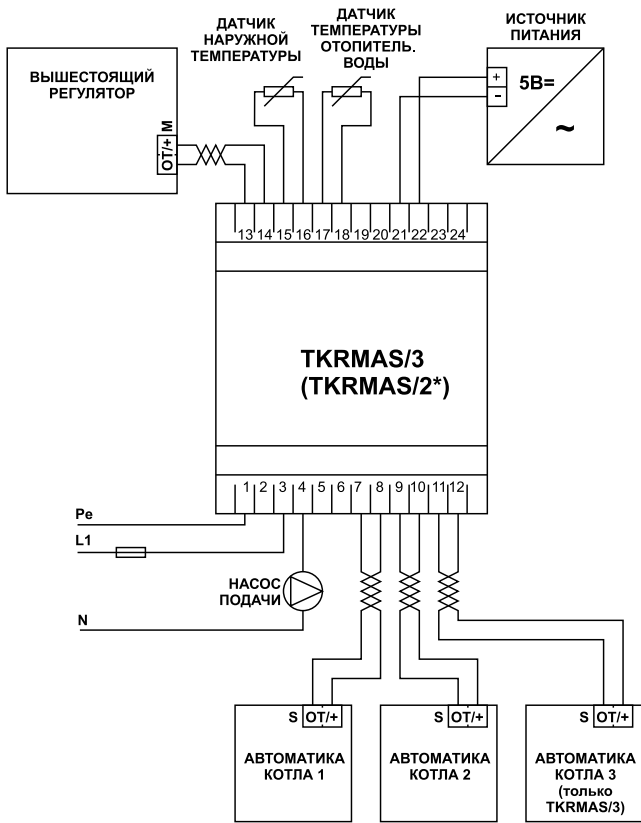 ДАТЧИК
НАРУЖНОЙ
ТЕМПЕРАТУРЫ
ДАТЧИК
ТЕМПЕРАТУРЫ
ОТОПИТЕЛЬ.
ВОДЫ
ИСТОЧНИК
ПИТАНИЯ
ВЫШЕСТОЯЩИЙ
РЕГУЛЯТОР
+
−
5В=
~
M
OT/+
13 14 15 16 17 18 19 20 21 22 23 24
TKRMAS/3
(TKRMAS/2*)
1 2 3 4 5 6 7 8 9 10 11 12
Pe
L1
НАСОС
ПОДАЧИ
N
S OT/+
АВТОМАТИКА
КОТЛА 1
S OT/+
АВТОМАТИКА
КОТЛА 2
S OT/+
АВТОМАТИКА
КОТЛА 3
(только
TKRMAS/3)